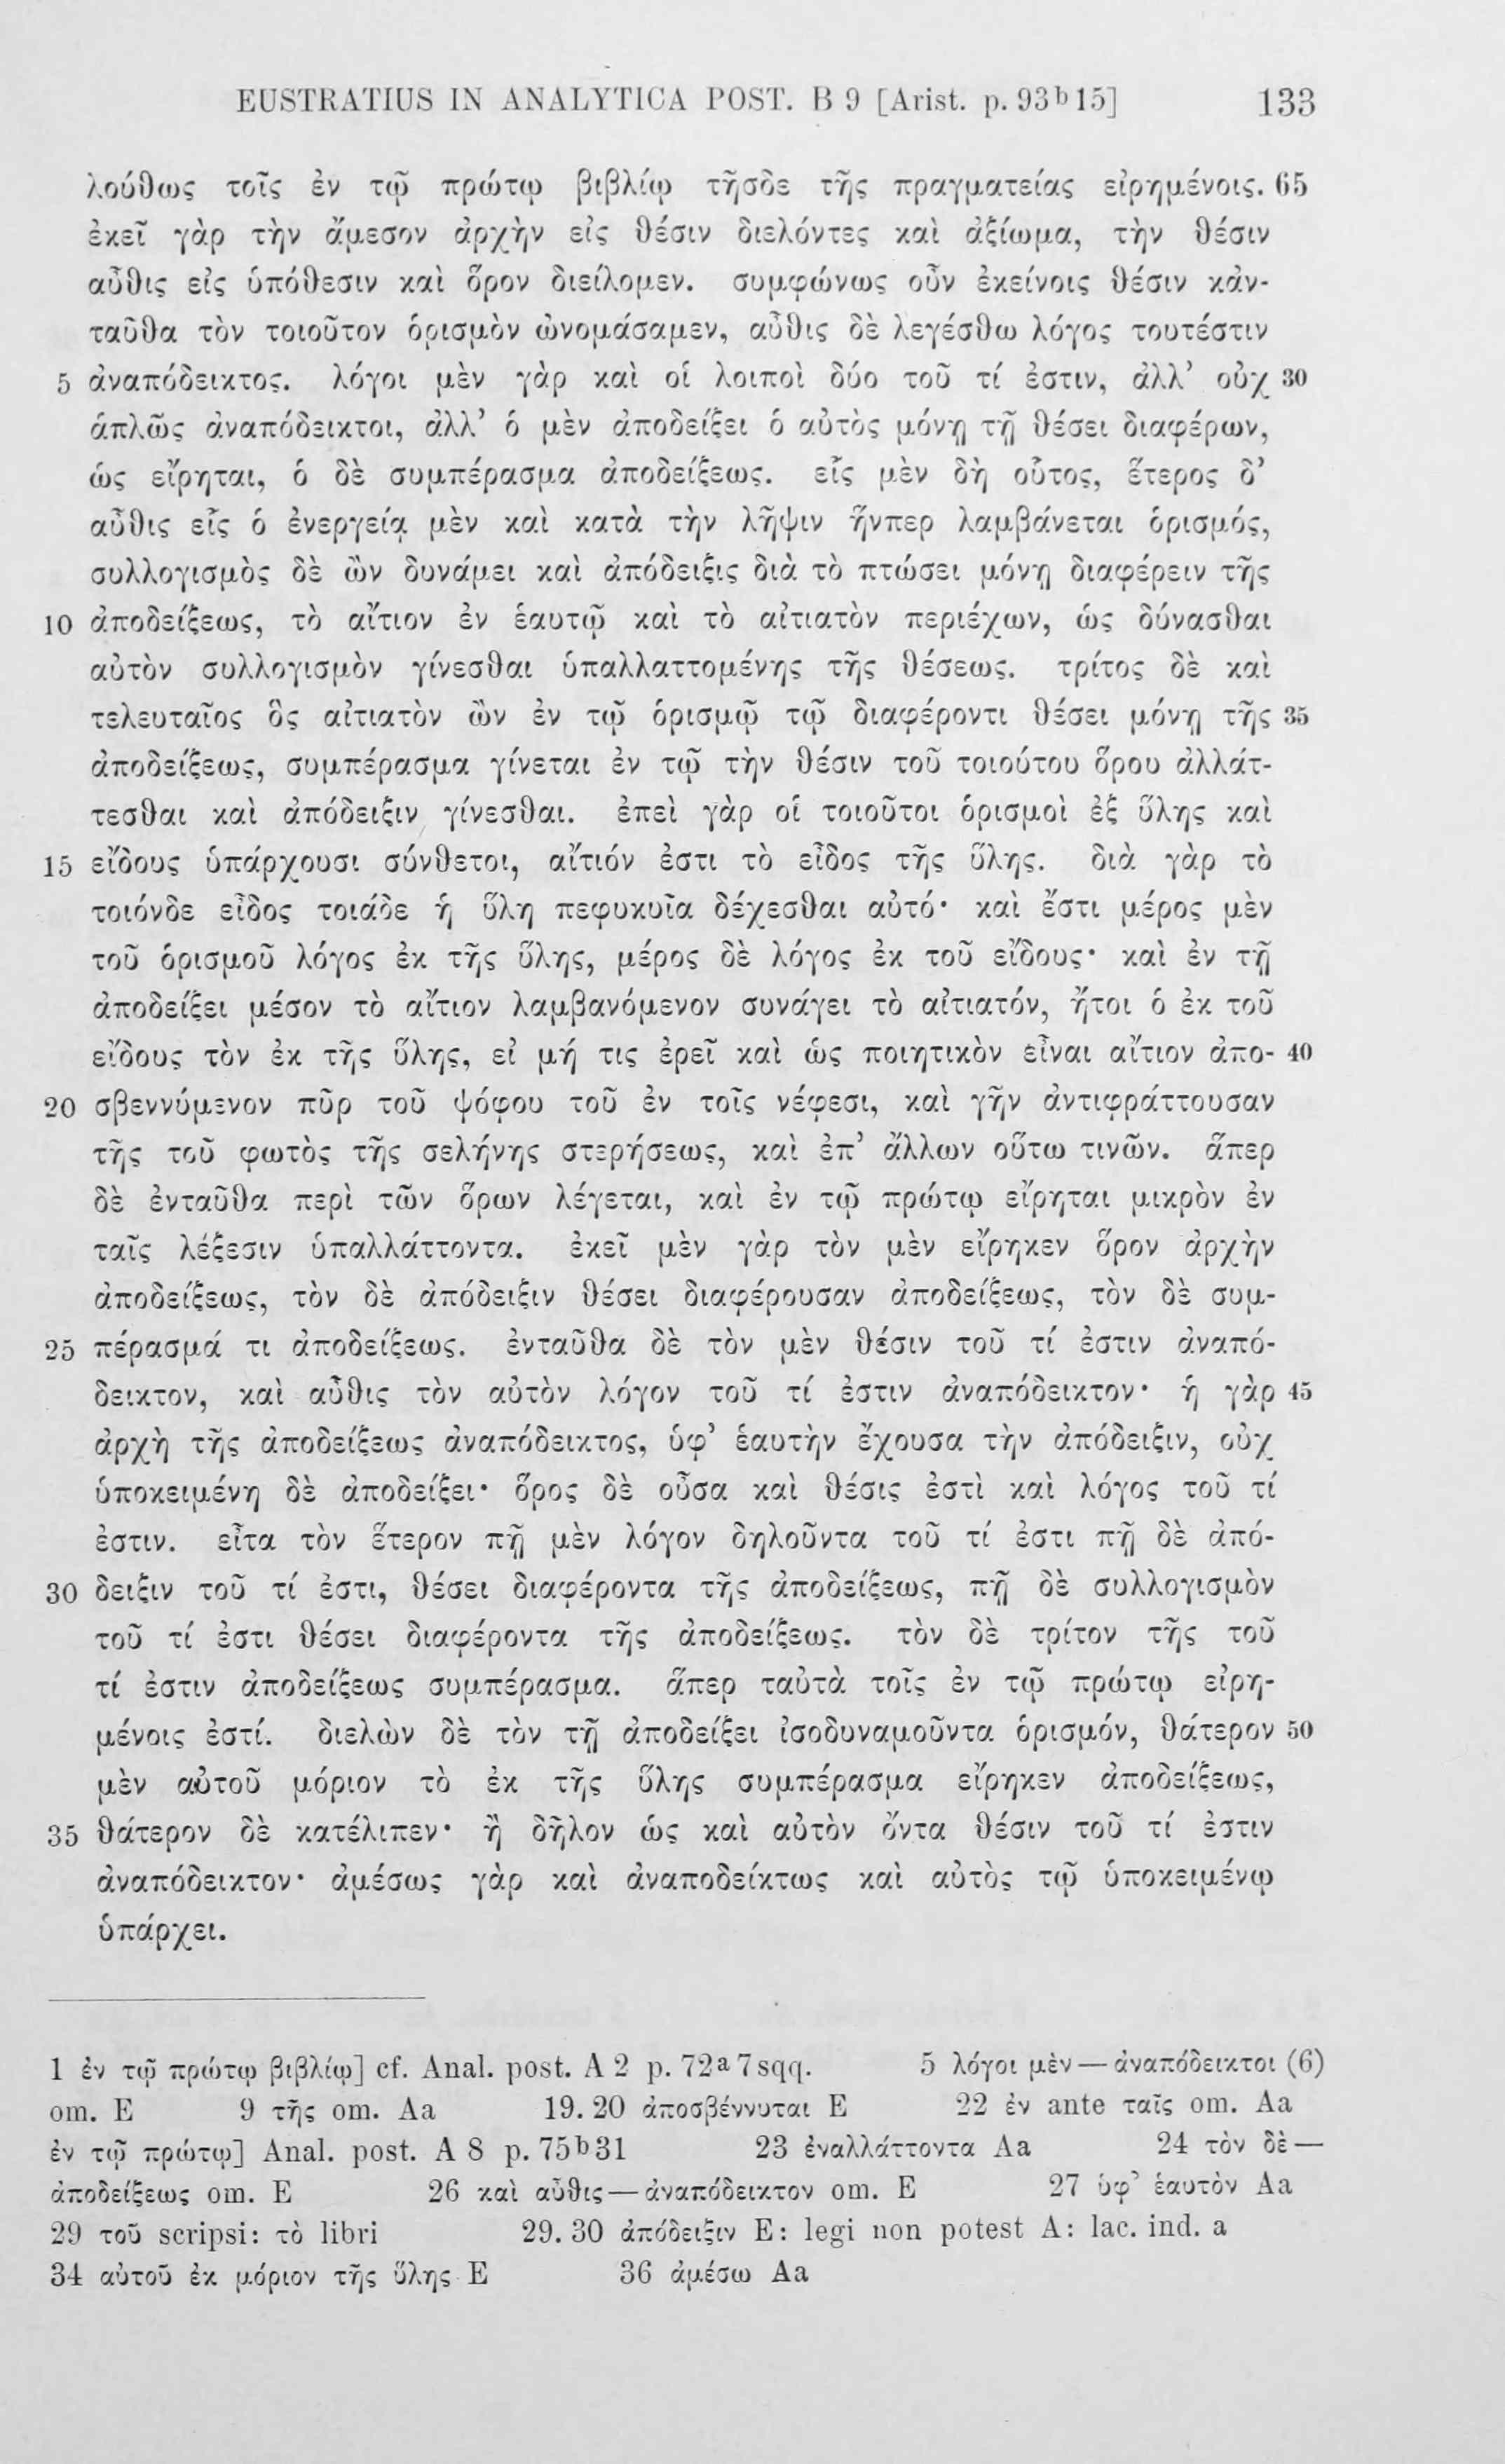 EUSTRATIUS IN ANALYTICA POST. B 9 [Arist. p. 93ᵇ15] 133
λούθως τοῖς ἐν τῷ πρώτῳ βιβλίῳ τῆσδε τῆς πραγματείας εἰρημένοις. 65
ἐκεῖ γὰρ τὴν ἄμεσον ἀρχὴν εἰς θέσιν διελόντες καὶ ἀξίωμα, τὴν θέσιν
αὖθις εἰς ὑπόθεσιν καὶ ὅρον διείλομεν. συμφώνως οὖν ἐκείνοις θέσιν κἀν-
ταῦθα τὸν τοιοῦτον ὁρισμὸν ὠνομάσαμεν, αὖθις δὲ λεγέσθω λόγος τουτέστιν
5 ἀναπόδεικτος. λόγοι μὲν γὰρ καὶ οἱ λοιποὶ δύο τοῦ τί ἐστιν, ἀλλ’ οὐχ 30
ἁπλῶς ἀναπόδεικτοι, ἀλλ’ ὁ μὲν ἀποδείξει ὁ αὐτὸς μόνῃ τῇ θέσει διαφέρων,
ὡς εἴρηται, ὁ δὲ συμπέρασμα ἀποδείξεως. εἷς μὲν δὴ οὗτος, ἕτερος δ’
αὖθις εἷς ὁ ἐνεργείᾳ μὲν καὶ κατὰ τὴν λῆψιν ἥνπερ λαμβάνεται ὁρισμός,
συλλογισμὸς δὲ ὢν δυνάμει καὶ ἀπόδειξις διὰ τὸ πτώσει μόνῃ διαφέρειν τῆς
10 ἀποδείξεως, τὸ αἴτιον ἐν ἑαυτῷ καὶ τὸ αἰτιατὸν περιέχων, ὡς δύνασθαι
αὐτὸν συλλογισμὸν γίνεσθαι ὑπαλλαττομένης τῆς θέσεως. τρίτος δὲ καὶ
τελευταῖος ὃς αἰτιατὸν ὢν ἐν τῷ ὁρισμῷ τῷ διαφέροντι θέσει μόνῃ τῆς 35
ἀποδείξεως, συμπέρασμα γίνεται ἐν τῷ τὴν θέσιν τοῦ τοιούτου ὅρου ἀλλάτ-
τεσθαι καὶ ἀπόδειξιν γίνεσθαι. ἐπεὶ γὰρ οἱ τοιοῦτοι ὁρισμοὶ ἐξ ὕλης καὶ
15 εἴδους ὑπάρχουσι σύνθετοι, αἴτιόν ἐστι τὸ εἶδος τῆς ὕλης. διὰ γὰρ τὸ
τοιόνδε εἶδος τοιάδε ἡ ὕλη πεφυκυῖα δέχεσθαι αὐτό· καὶ ἔστι μέρος μὲν
τοῦ ὁρισμοῦ λόγος ἐκ τῆς ὕλης, μέρος δὲ λόγος ἐκ τοῦ εἴδους· καὶ ἐν τῇ
ἀποδείξει μέσον τὸ αἴτιον λαμβανόμενον συνάγει τὸ αἰτιατόν, ἤτοι ὁ ἐκ τοῦ
εἴδους τὸν ἐκ τῆς ὕλης, εἰ μή τις ἐρεῖ καὶ ὡς ποιητικὸν εἶναι αἴτιον ἀπο- 40
20 σβεννύμενον πῦρ τοῦ ψόφου τοῦ ἐν τοῖς νέφεσι, καὶ γῆν ἀντιφράττουσαν
τῆς τοῦ φωτὸς τῆς σελήνης στερήσεως, καὶ ἐπ’ ἄλλων οὕτω τινῶν. ἅπερ
δὲ ἐνταῦθα περὶ τῶν ὅρων λέγεται, καὶ ἐν τῷ πρώτῳ εἴρηται μικρὸν ἐν
ταῖς λέξεσιν ὑπαλλάττοντα. ἐκεῖ μὲν γὰρ τὸν μὲν εἴρηκεν ὅρον ἀρχὴν
ἀποδείξεως, τὸν δὲ ἀπόδειξιν θέσει διαφέρουσαν ἀποδείξεως, τὸν δὲ συμ-
25 πέρασμά τι ἀποδείξεως. ἐνταῦθα δὲ τὸν μὲν θέσιν τοῦ τί ἐστιν ἀναπό-
δεικτον, καὶ αὖθις τὸν αὐτὸν λόγον τοῦ τί ἐστιν ἀναπόδεικτον· ἡ γὰρ 45
ἀρχὴ τῆς ἀποδείξεως ἀναπόδεικτος, ὑφ’ ἑαυτὴν ἔχουσα τὴν ἀπόδειξιν, οὐχ
ὑποκειμένη δὲ ἀποδείξει· ὅρος δὲ οὖσα καὶ θέσις ἐστὶ καὶ λόγος τοῦ τί
ἐστιν. εἶτα τὸν ἕτερον πῇ μὲν λόγον δηλοῦντα τοῦ τί ἐστι πῇ δὲ ἀπό-
30 δειξιν τοῦ τί ἐστι, θέσει διαφέροντα τῆς ἀποδείξεως, πῇ δὲ συλλογισμὸν
τοῦ τί ἐστι θέσει διαφέροντα τῆς ἀποδείξεως. τὸν δὲ τρίτον τῆς τοῦ
τί ἐστιν ἀποδείξεως συμπέρασμα. ἅπερ ταὐτὰ τοῖς ἐν τῷ πρώτῳ εἰρη-
μένοις ἐστί. διελὼν δὲ τὸν τῇ ἀποδείξει ἰσοδυναμοῦντα ὁρισμόν, θάτερον 50
μὲν αὐτοῦ μόριον τὸ ἐκ τῆς ὕλης συμπέρασμα εἴρηκεν ἀποδείξεως,
35 θάτερον δὲ κατέλιπεν· ἢ δῆλον ὡς καὶ αὐτὸν ὄντα θέσιν τοῦ τί ἐστιν
ἀναπόδεικτον· ἀμέσως γὰρ καὶ ἀναποδείκτως καὶ αὐτὸς τῷ ὑποκειμένῳ
ὑπάρχει.
1 ἐν τῷ πρώτῳ βιβλίῳ] cf. Anal. post. A 2 p. 72ᵃ7 sqq. 5 λόγοι μὲν — ἀναπόδεικτοι (6)
om. E 9 τῆς om. Aa 19. 20 ἀποσβέννυται E 22 ἐν ante ταῖς om. Aa
ἐν τῷ πρώτῳ] Anal. post. A 8 p. 75ᵇ31 23 ἐναλλάττοντα Aa 24 τὸν δὲ —
ἀποδείξεως om. E 26 καὶ αὖθις — ἀναπόδεικτον om. E 27 ὑφ’ ἑαυτὸν Aa
29 τοῦ scripsi: τὸ libri 29. 30 ἀπόδειξιν E: legi non potest A: lac. ind. a
34 αὐτοῦ ἐκ μόριον τῆς ὕλης E 36 ἀμέσω Aa